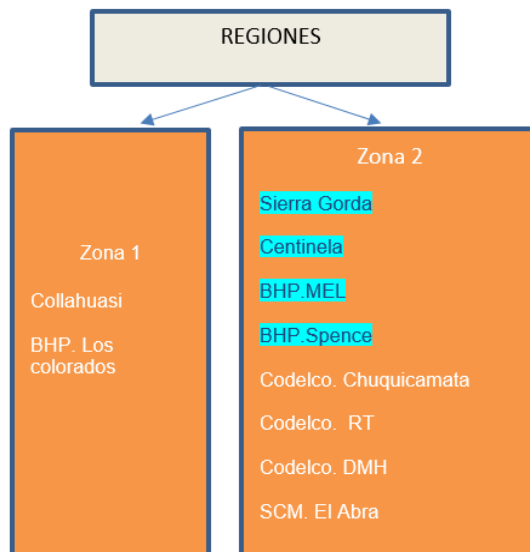 REGIONES
Zona 1
Collahuasi
BHP. Los
colorados
Zona 2
Sierra Gorda
Centinela
BHP.MEL
BHP.Spence
Codelco. Chuquicamata
Codelco.  RT
Codelco. DMH
SCM. El Abra